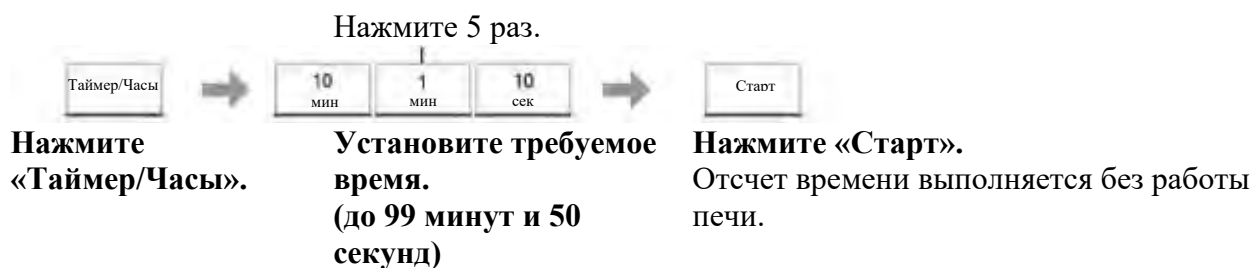 Нажмите 5 раз.
Таймер/Часы
10
мин
1
мин
10
сек
Старт
Нажмите
«Таймер/Часы».
Установите требуемое
время.
(до 99 минут и 50
секунд)
Нажмите «Старт».
Отсчет времени выполняется без работы
печи.